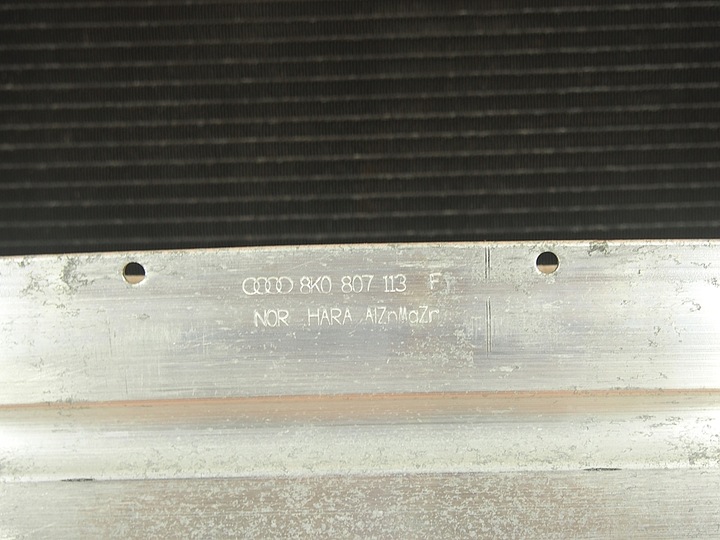 8K0 807 113 F
NOR HARA AlZnMgZr